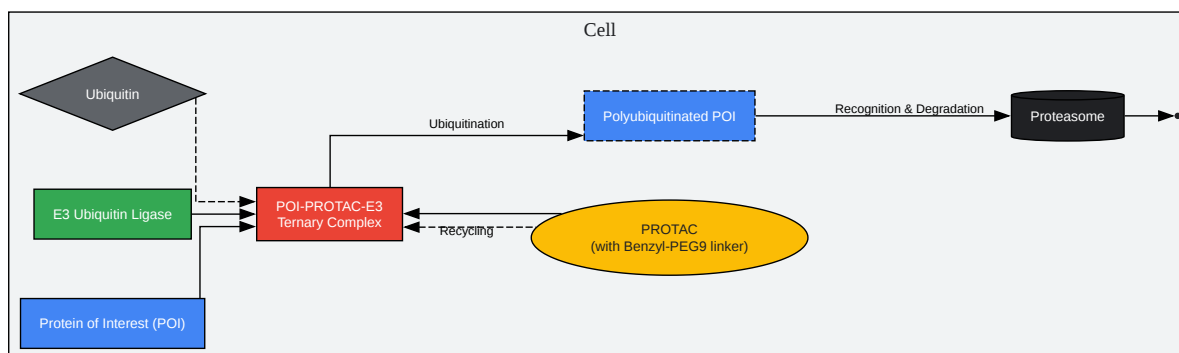 Cell
Ubiquitin
Ubiquitination
Polyubiquitinated POI
Recognition & Degradation
Proteasome
E3 Ubiquitin Ligase
POI-PROTAC-E3
Ternary Complex
Recycling
PROTAC
(with Benzyl-PEG9 linker)
Protein of Interest (POI)